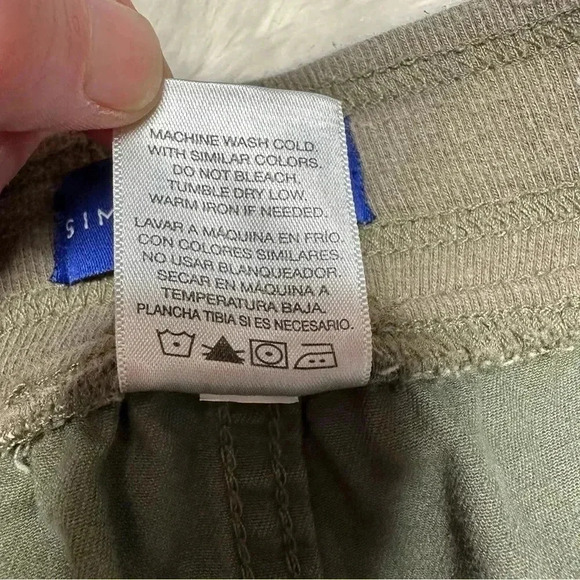 MACHINE WASH COLD.
WITH SIMILAR COLORS.
DO NOT BLEACH.
TUMBLE DRY LOW.
WARM IRON IF NEEDED.
LAVAR A MÁQUINA EN FRÍO.
CON COLORES SIMILARES.
NO USAR BLANQUEADOR.
SECAR EN MÁQUINA A
TEMPERATURA BAJA.
PLANCHA TIBIA SI ES NECESARIO.
SIM